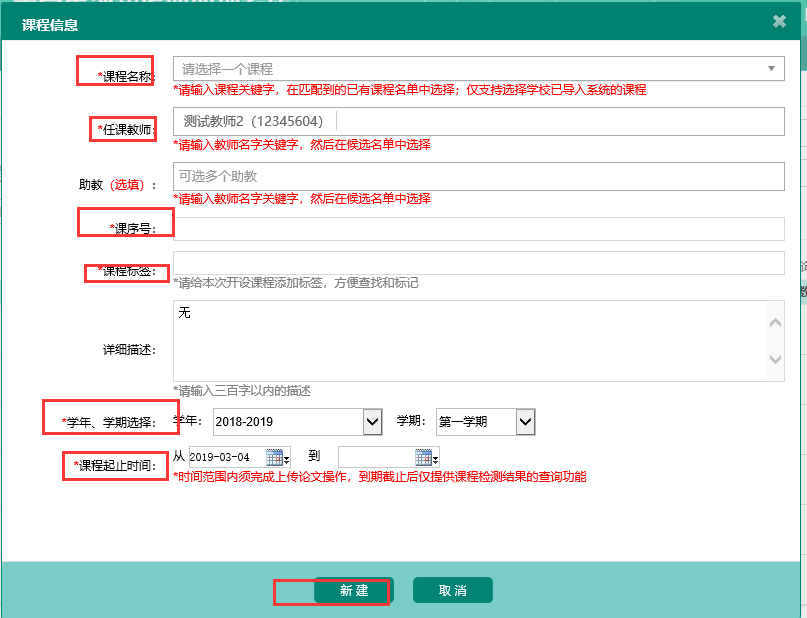 课程信息
*课程名称: 请选择一个课程
*请输入课程关键字，在匹配到的已有课程名单中选择；仅支持选择学校已导入系统的课程
*任课教师: 测试教师2（12345604）
*请输入教师名字关键字，然后在候选名单中选择
助教（选填）: 可选多个助教
*请输入教师名字关键字，然后在候选名单中选择
*课序号:
*课程标签:
*请给本次开设课程添加标签，方便查找和标记
详细描述: 无
*请输入三百字以内的描述
*学年、学期选择: 学年: 2018-2019 学期: 第一学期
*课程起止时间: 从 2019-03-04 到
*时间范围内须完成上传论文操作，到期截止后仅提供课程检测结果的查询功能
新建 取消